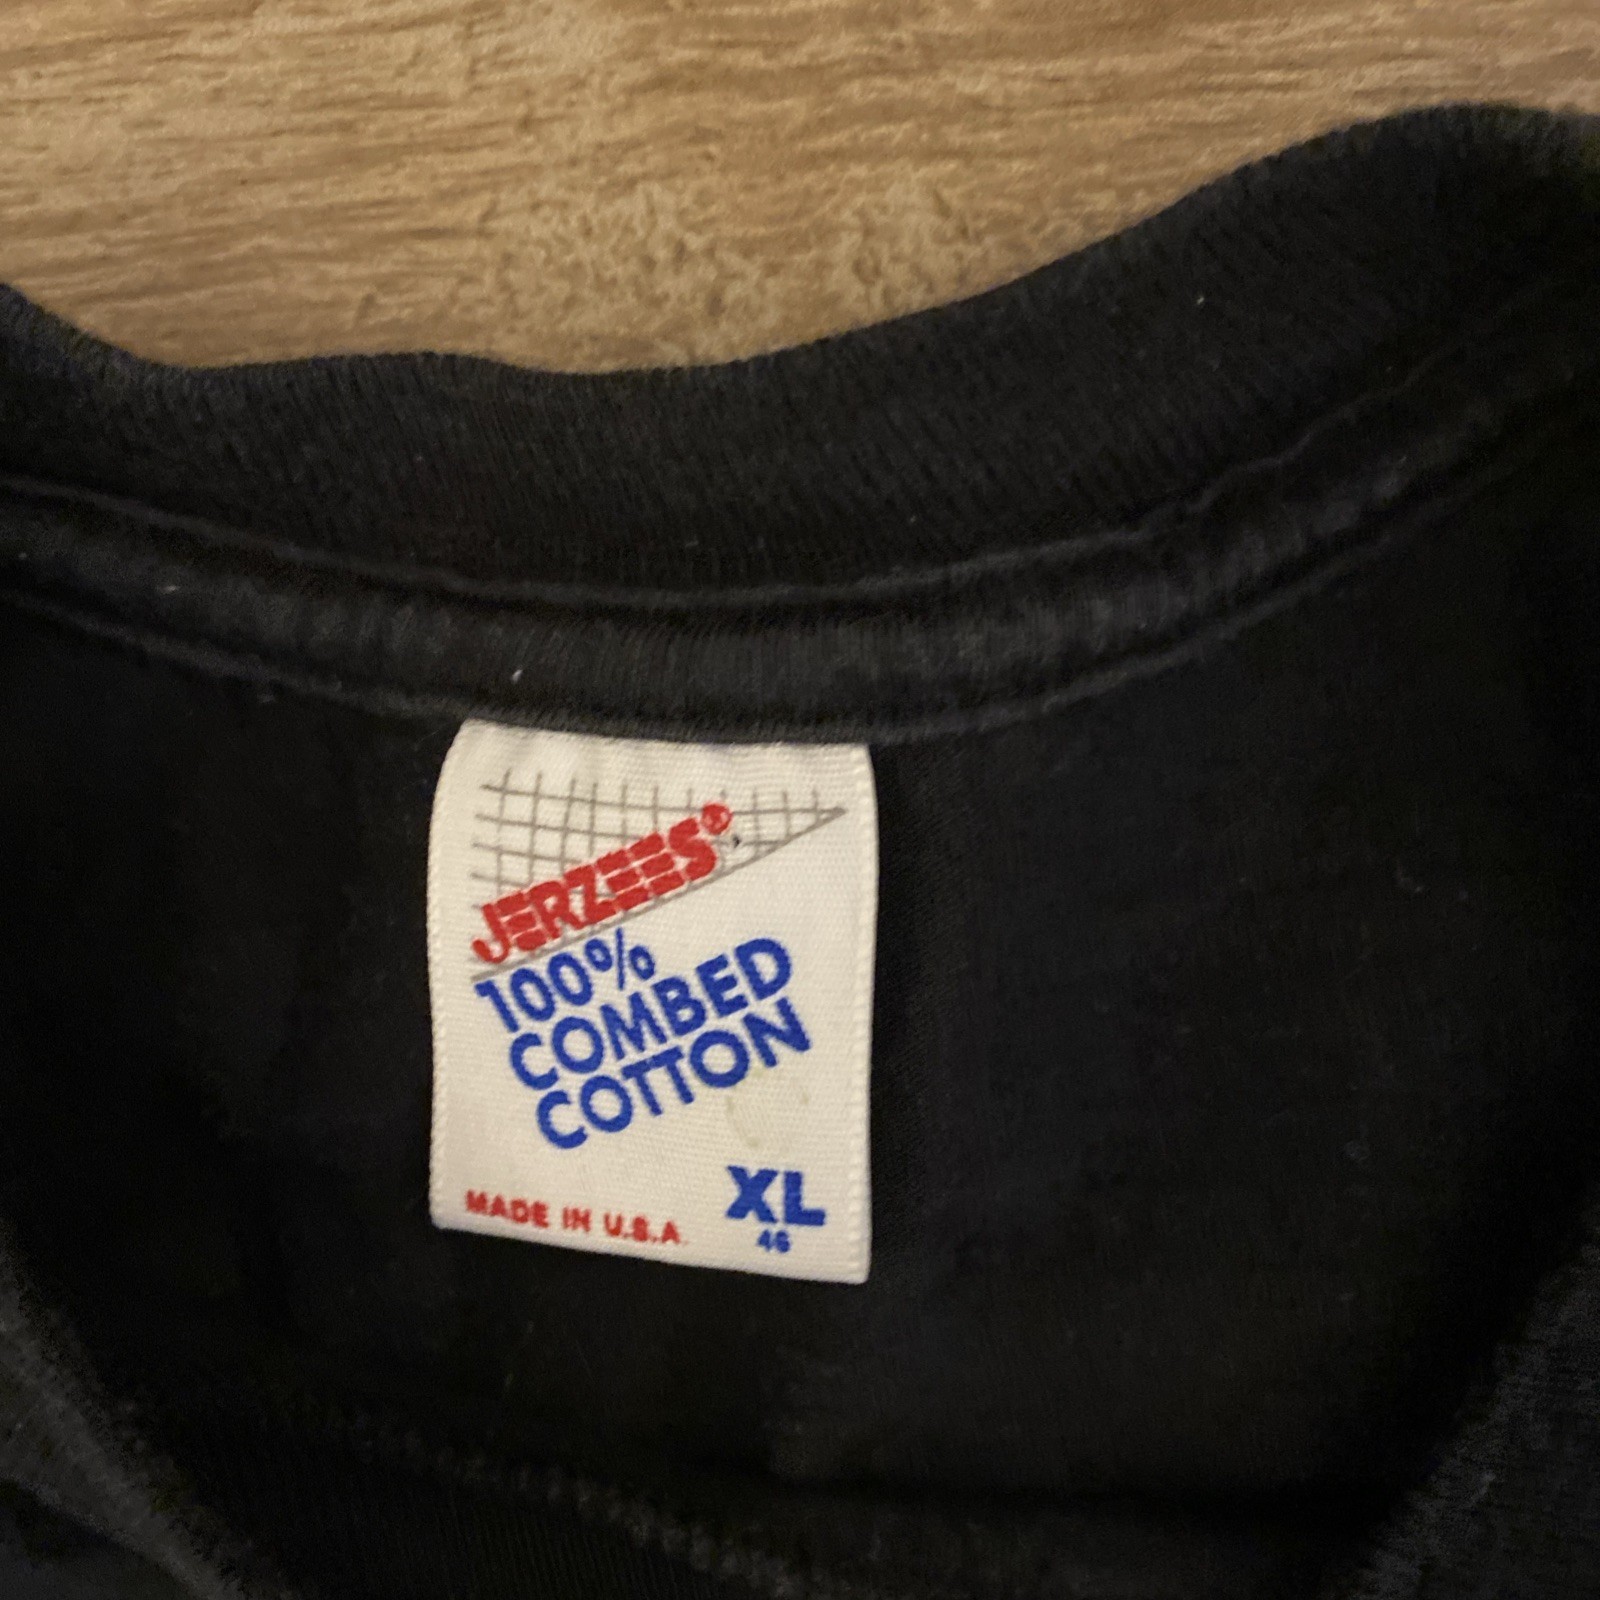 JERZEES®
100%
COMBED
COTTON
XL
46
MADE IN U.S.A.